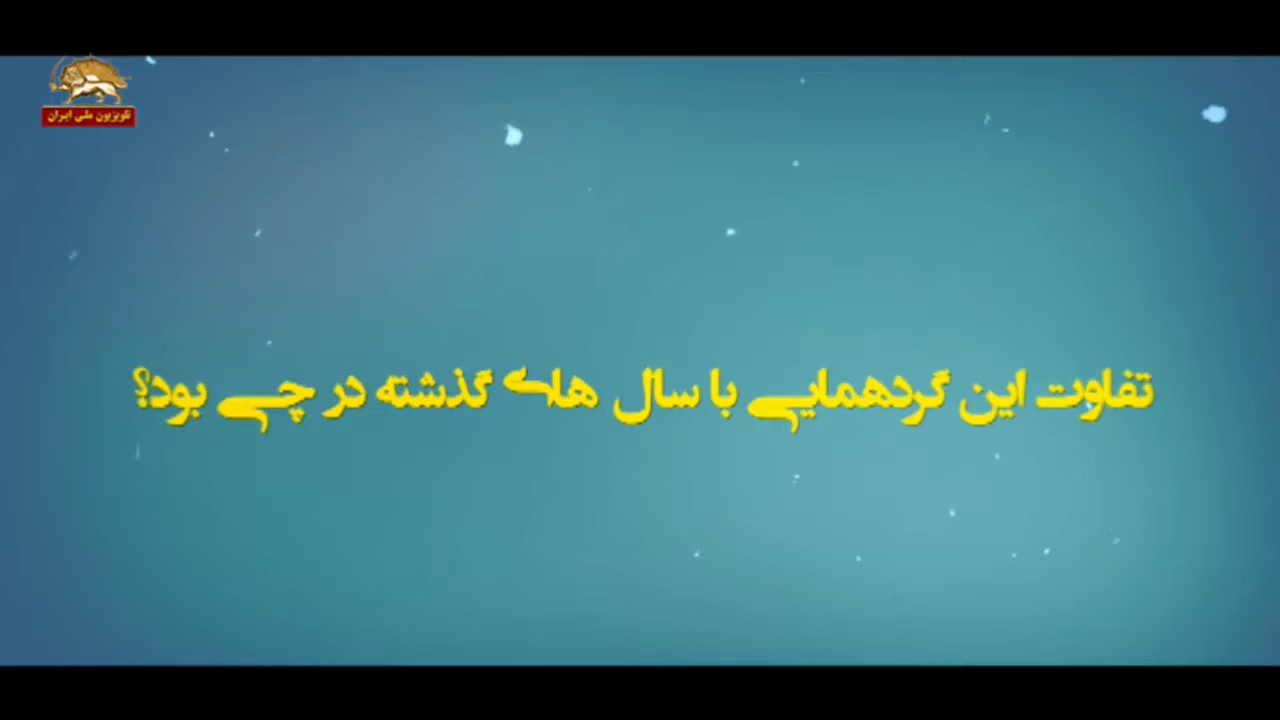 تلویزیون ملی ایران
تفاوت این گردهمایی با سال های گذشته در چی بود؟